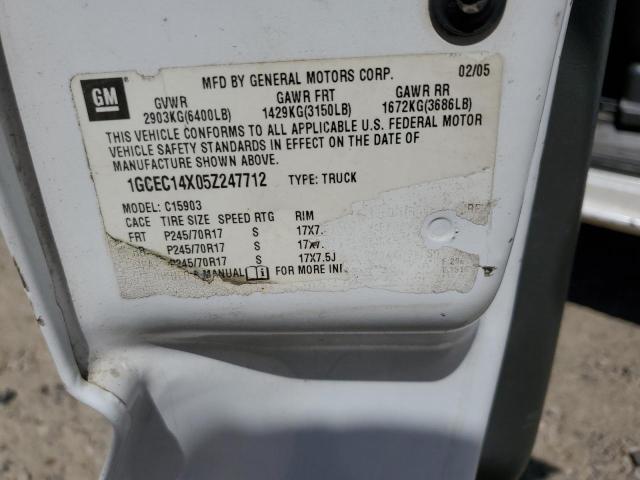 GM
MFD BY GENERAL MOTORS CORP. 02/05
GVWR GAWR FRT GAWR RR
2903KG(6400LB) 1429KG(3150LB) 1672KG(3686LB)
THIS VEHICLE CONFORMS TO ALL APPLICABLE U.S. FEDERAL MOTOR
VEHICLE SAFETY STANDARDS IN EFFECT ON THE DATE OF
MANUFACTURE SHOWN ABOVE.
1GCEC14X05Z247712 TYPE: TRUCK
MODEL: C15903
CACE TIRE SIZE SPEED RTG RIM
FRT P245/70R17 S 17X7.
P245/70R17 S 17X7.
P245/70R17 S 17X7.5J
MANUAL FOR MORE